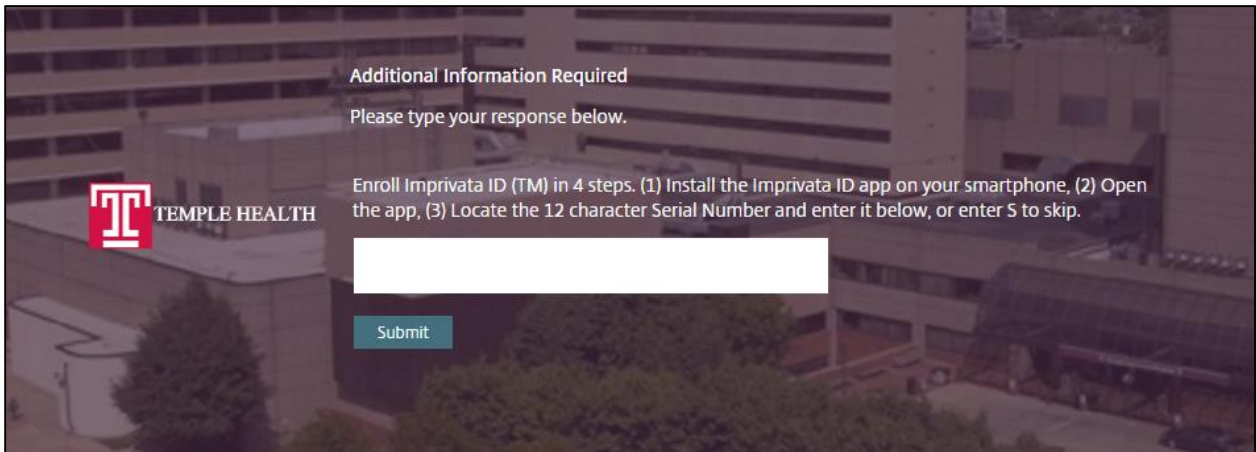 Additional Information Required
Please type your response below.
Enroll Imprivata ID (TM) in 4 steps. (1) Install the Imprivata ID app on your smartphone, (2) Open
the app, (3) Locate the 12 character Serial Number and enter it below, or enter S to skip.
TEMPLE HEALTH
Submit